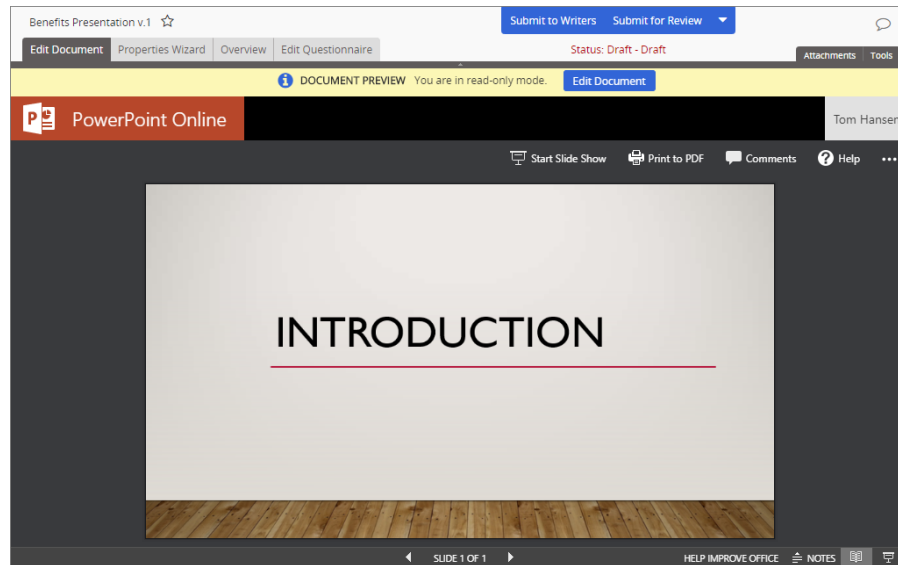 Benefits Presentation v.1
Submit to Writers Submit for Review
Edit Document Properties Wizard Overview Edit Questionnaire
Status: Draft - Draft
Attachments Tools
DOCUMENT PREVIEW You are in read-only mode. Edit Document
P PowerPoint Online
Tom Hansen
Start Slide Show Print to PDF Comments ? Help ...
INTRODUCTION
SLIDE 1 OF 1
HELP IMPROVE OFFICE NOTES